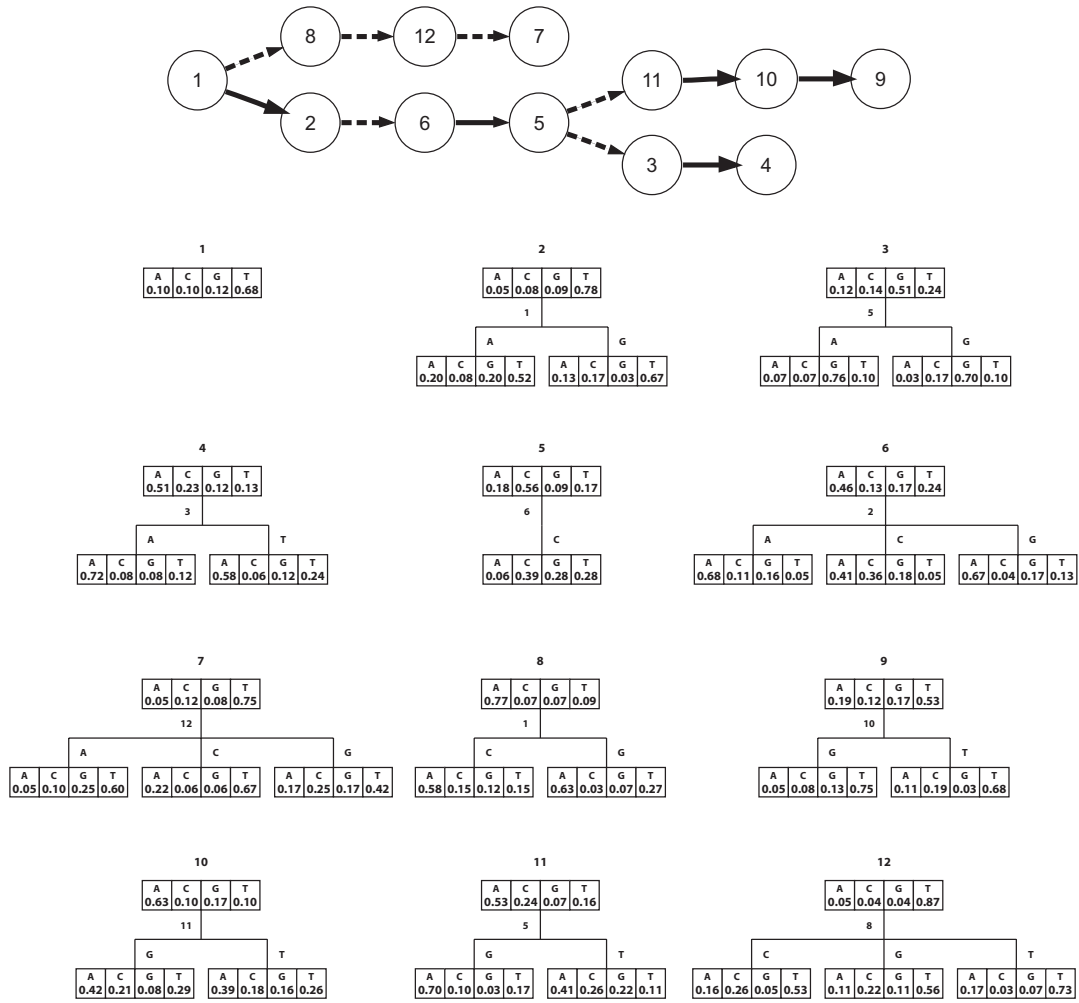 8 12 7
1 11 10 9
2 6 5
3 4
1 2 3
A C G T A C G T A C G T
0.10 0.10 0.12 0.68 0.05 0.08 0.09 0.78 0.12 0.14 0.51 0.24
1 5
A G A G
A C G T A C G T A C G T A C G T
0.20 0.08 0.20 0.52 0.13 0.17 0.03 0.67 0.07 0.07 0.76 0.10 0.03 0.17 0.70 0.10
4 5 6
A C G T A C G T A C G T
0.51 0.23 0.12 0.13 0.18 0.56 0.09 0.17 0.46 0.13 0.17 0.24
3 6 2
A T C A C G
A C G T A C G T A C G T A C G T A C G T A C G T
0.72 0.08 0.08 0.12 0.58 0.06 0.12 0.24 0.06 0.39 0.28 0.28 0.68 0.11 0.16 0.05 0.41 0.36 0.18 0.05 0.67 0.04 0.17 0.13
7 8 9
A C G T A C G T A C G T
0.05 0.12 0.08 0.75 0.77 0.07 0.07 0.09 0.19 0.12 0.17 0.53
12 1 10
A C G C G G T
A C G T A C G T A C G T A C G T A C G T A C G T A C G T
0.05 0.10 0.25 0.60 0.22 0.06 0.06 0.67 0.17 0.25 0.17 0.42 0.58 0.15 0.12 0.15 0.63 0.03 0.07 0.27 0.05 0.08 0.13 0.75 0.11 0.19 0.03 0.68
10 11 12
A C G T A C G T A C G T
0.63 0.10 0.17 0.10 0.53 0.24 0.07 0.16 0.05 0.04 0.04 0.87
11 5 8
G T G T C G T
A C G T A C G T A C G T A C G T A C G T A C G T A C G T
0.42 0.21 0.08 0.29 0.39 0.18 0.16 0.26 0.70 0.10 0.03 0.17 0.41 0.26 0.22 0.11 0.16 0.26 0.05 0.53 0.11 0.22 0.11 0.56 0.17 0.03 0.07 0.73